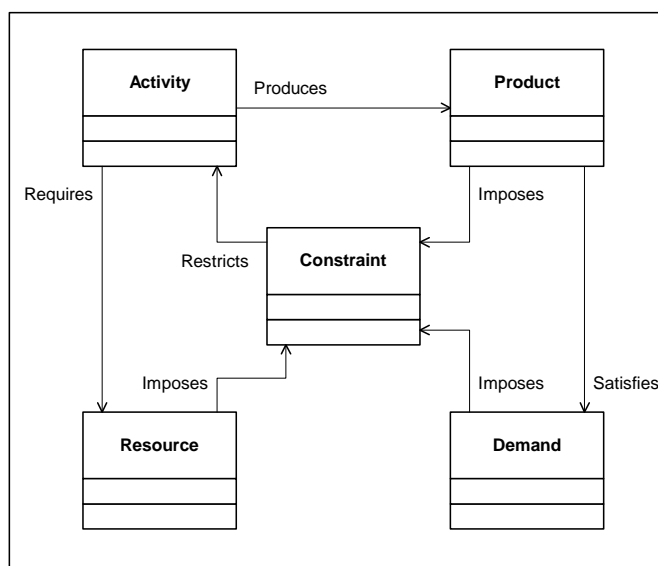 Activity
Produces
Product
Requires
Imposes
Restricts
Constraint
Imposes
Imposes
Satisfies
Resource
Demand